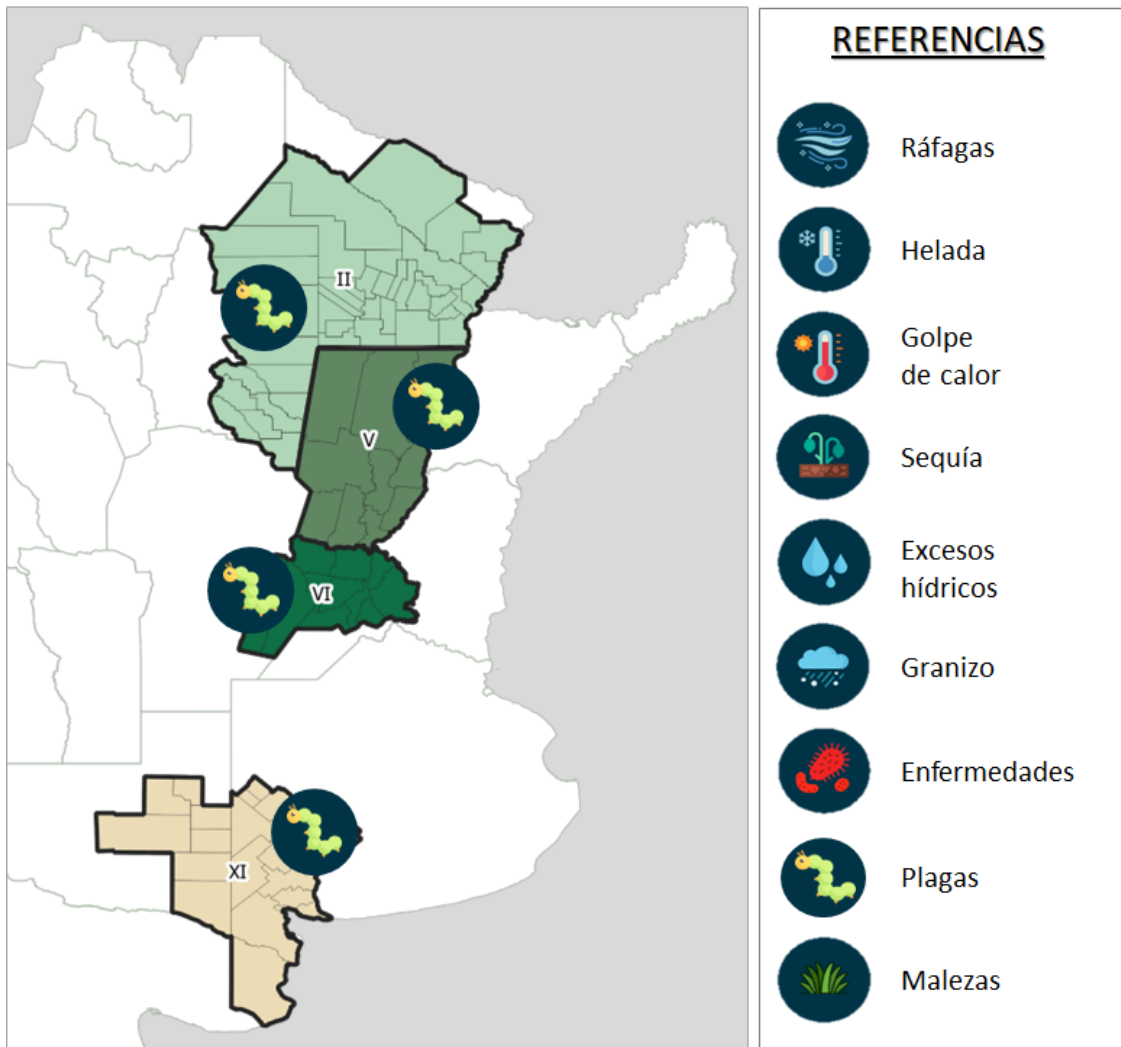 REFERENCIAS
Ráfagas
Helada
Golpe
de calor
Sequía
Excesos
hídricos
Granizo
Enfermedades
Plagas
Malezas
II
V
VI
XI